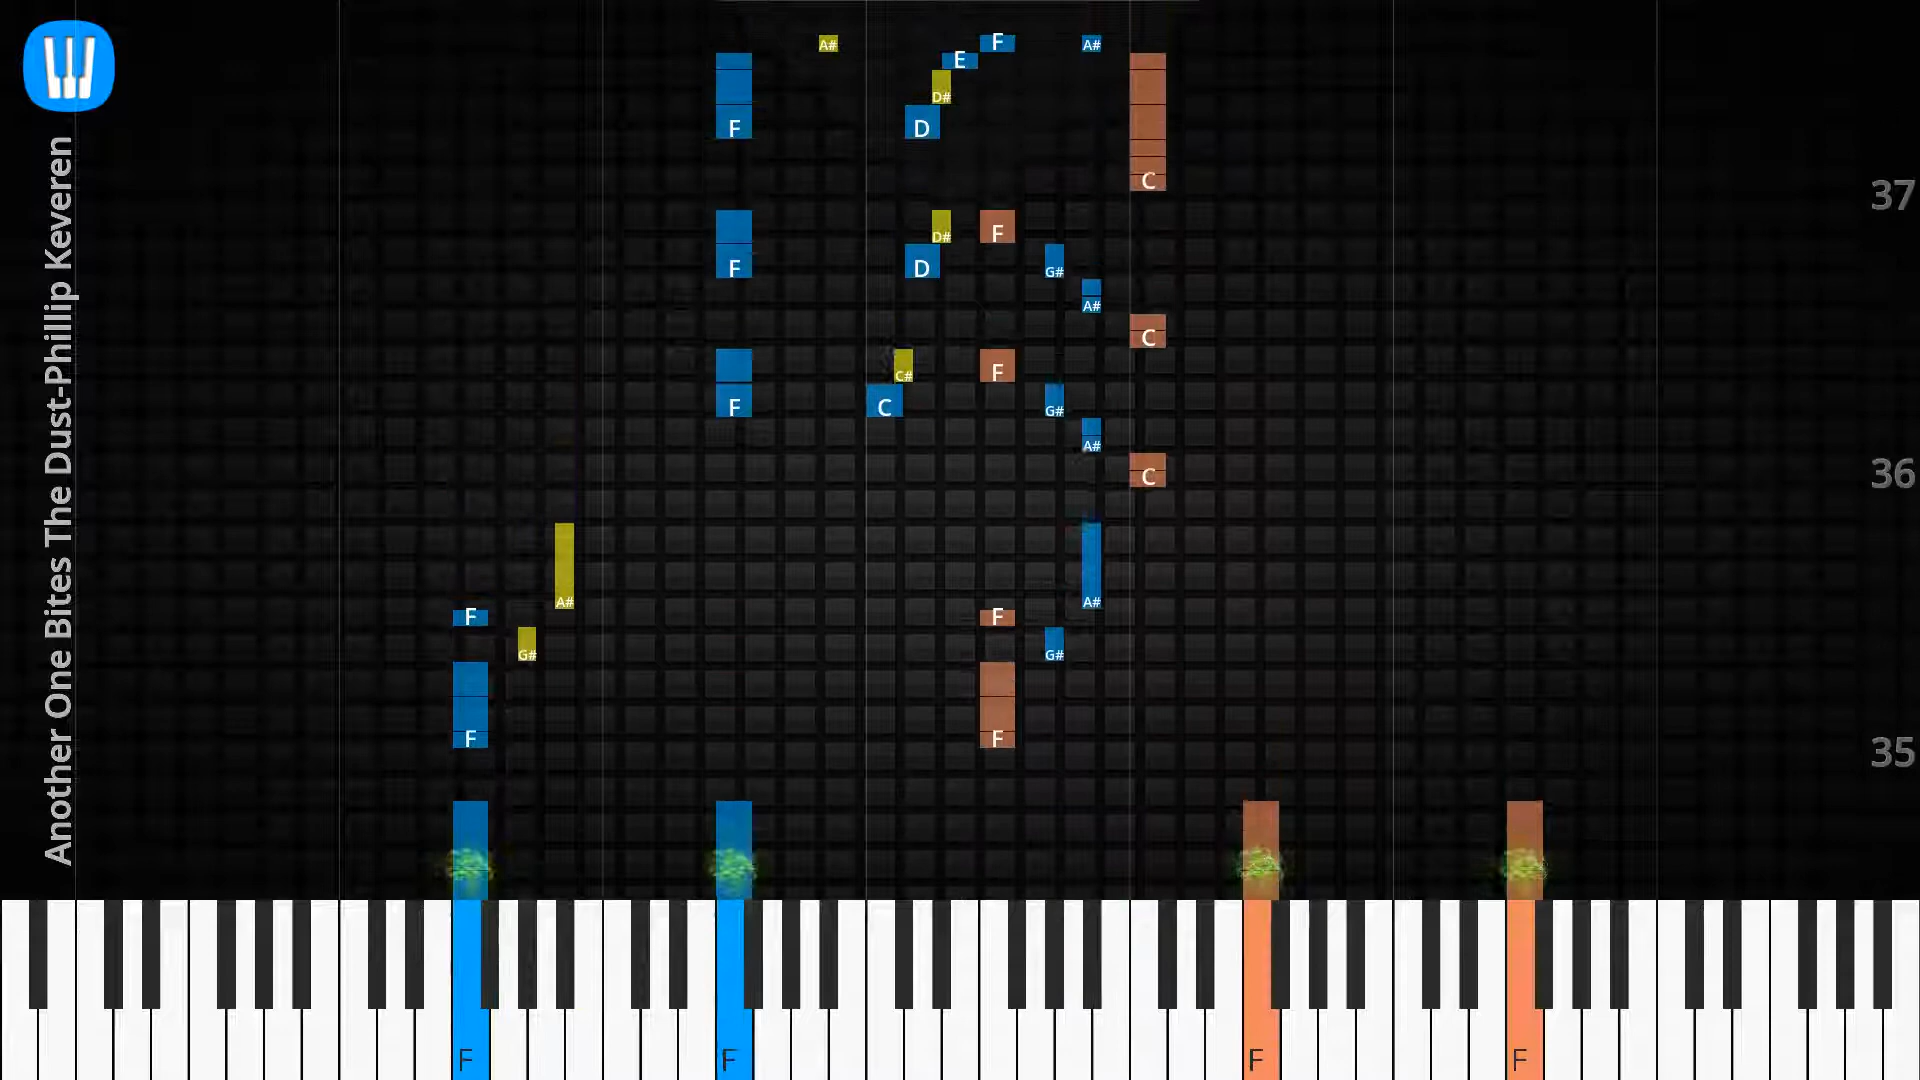 Another One Bites The Dust-Phillip Keveren
A# F A#
E
D#
F D
C
37
D# F
F D G#
A#
C
C# F
F C G#
A#
C
36
A# A#
F F
G# G#
F F
35
F F F F